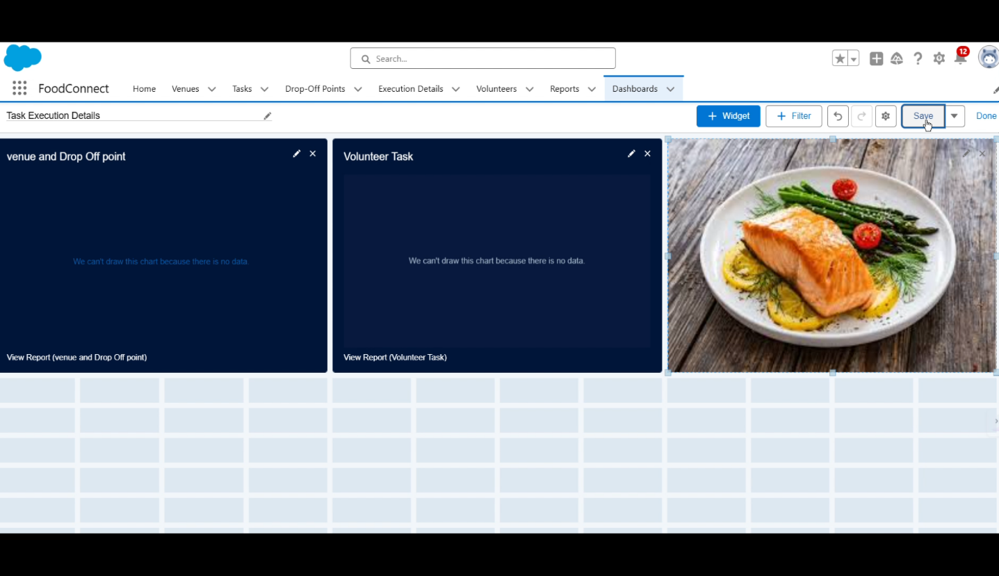 Search...
12
FoodConnect
Home
Venues
Tasks
Drop-Off Points
Execution Details
Volunteers
Reports
Dashboards
Task Execution Details
+ Widget
+ Filter
Save
Done
venue and Drop Off point
Volunteer Task
We can't draw this chart because there is no data.
We can't draw this chart because there is no data.
View Report (venue and Drop Off point)
View Report (Volunteer Task)